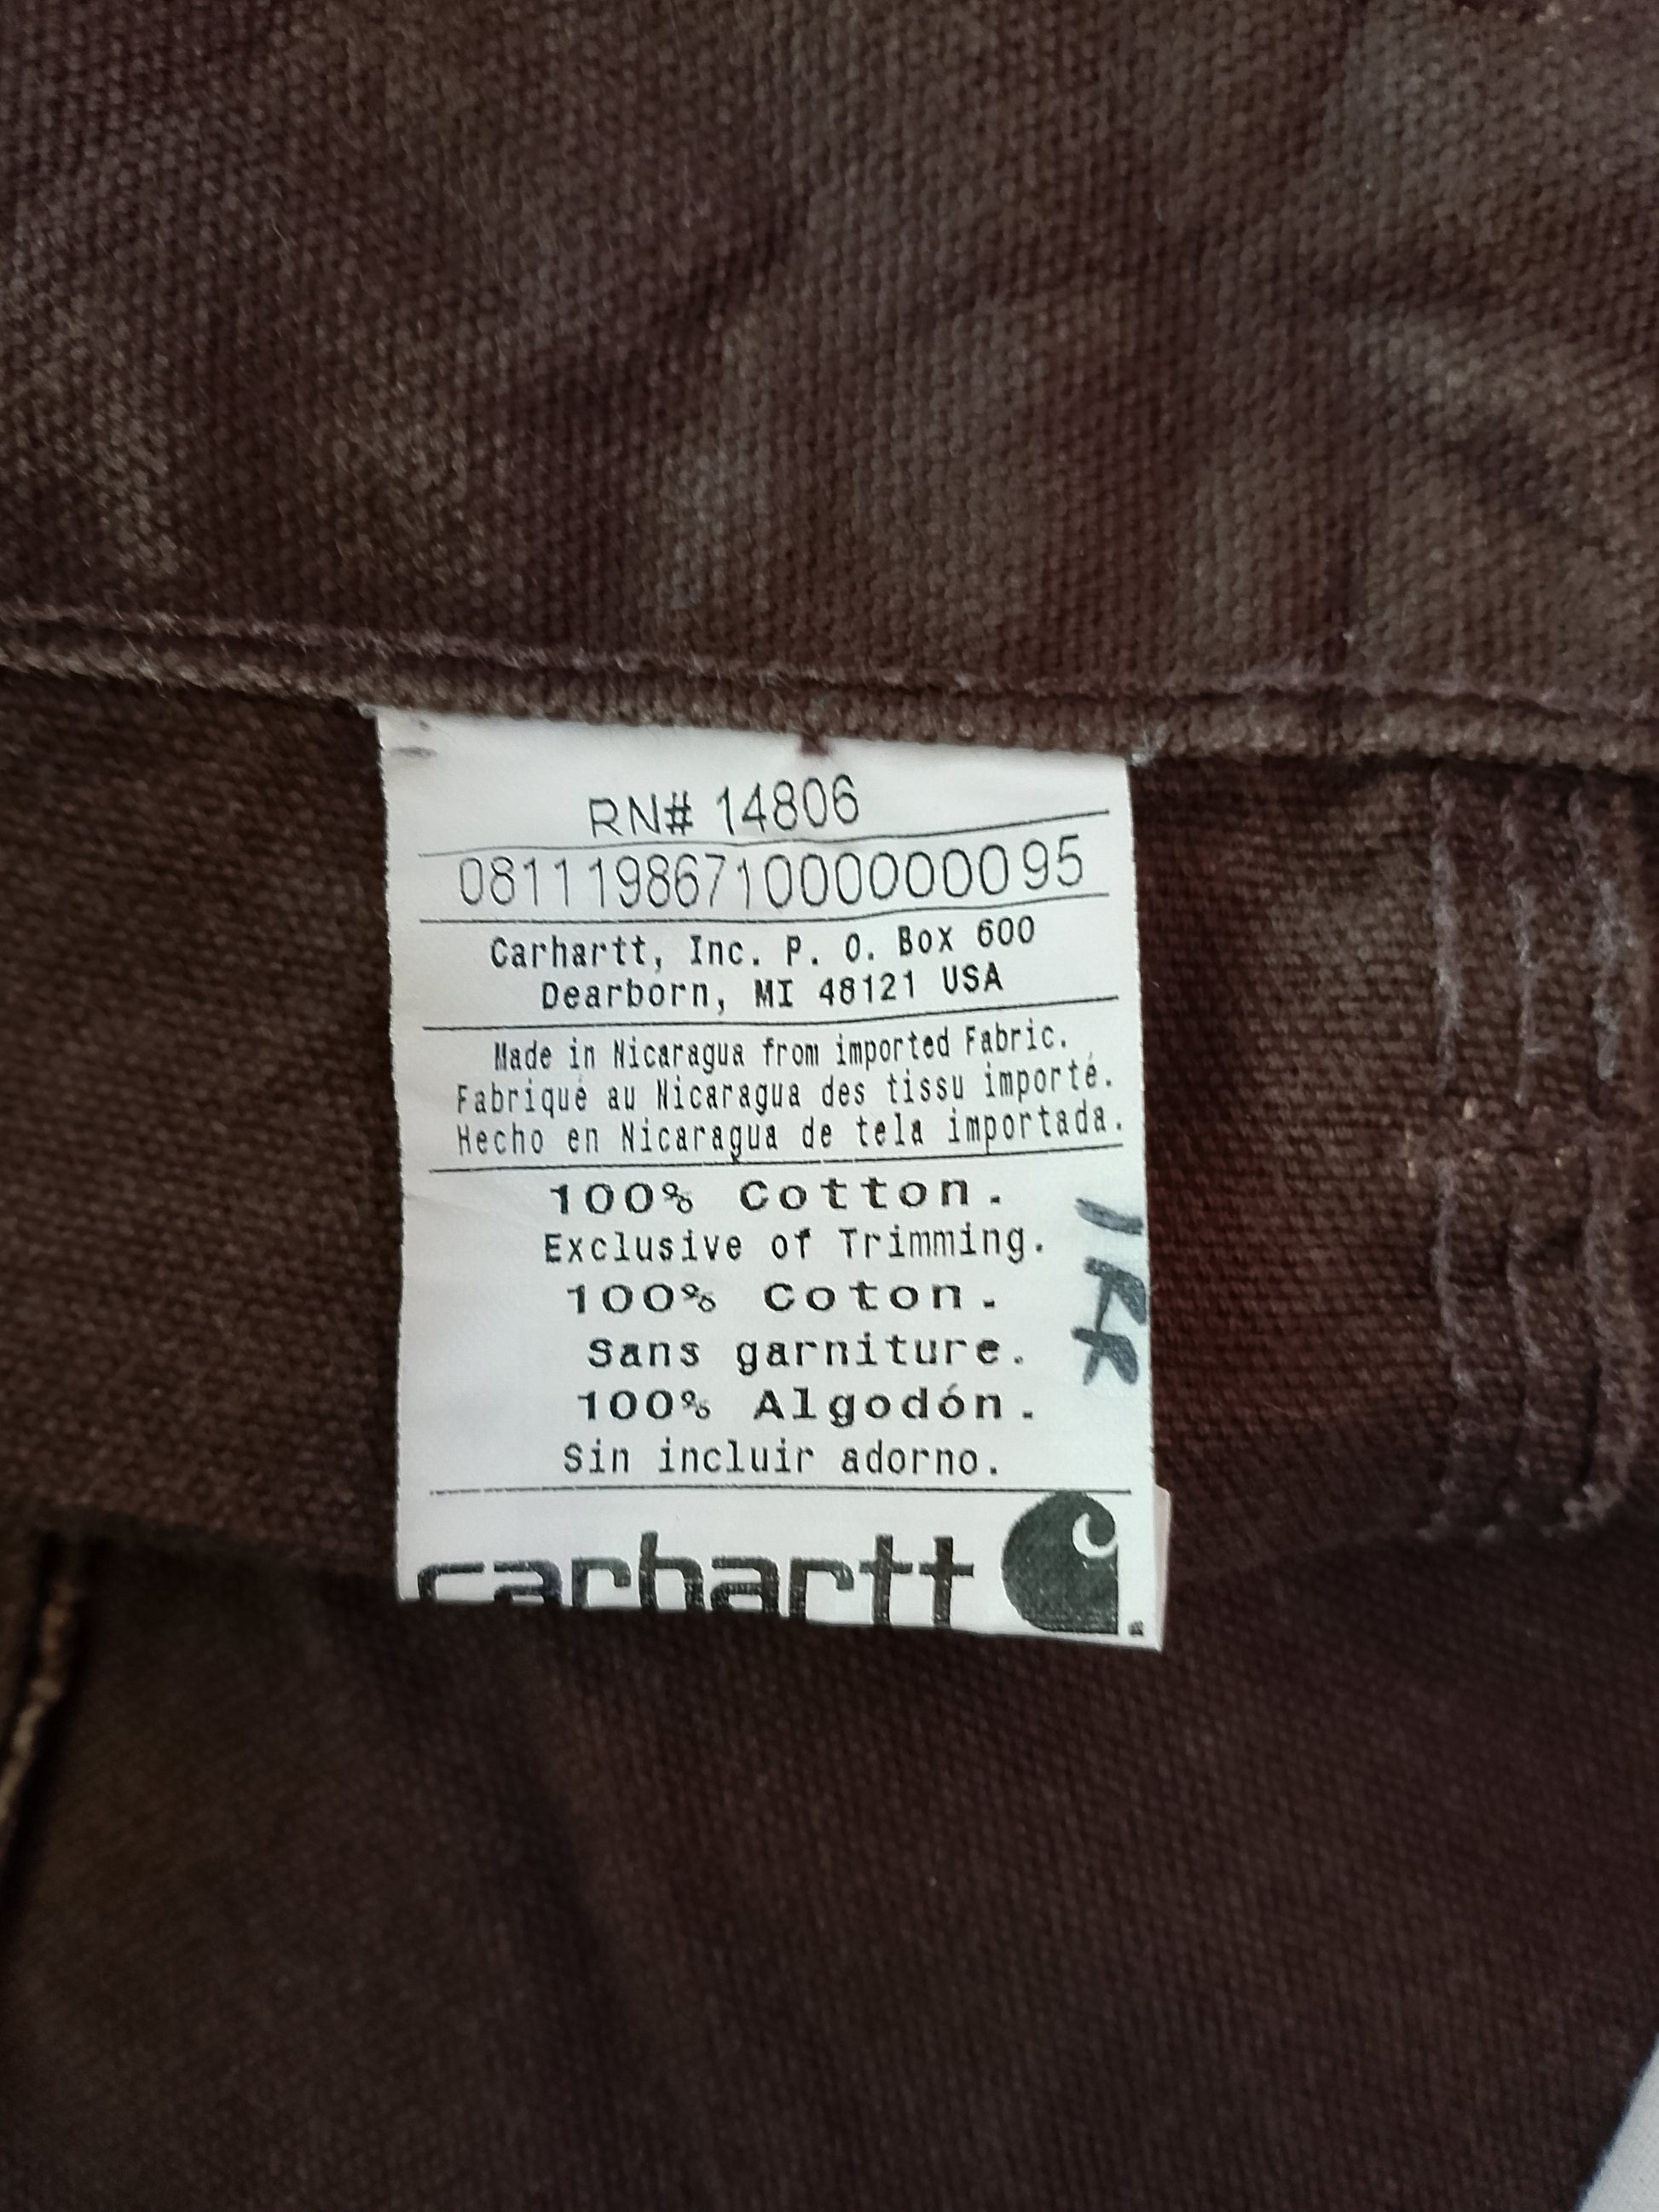 RN# 14806
0811198671000000095
Carhartt, Inc. P. O. Box 600
Dearborn, MI 48121 USA
Made in Nicaragua from imported Fabric.
Fabriqué au Nicaragua des tissu importé.
Hecho en Nicaragua de tela importada.
100% Cotton.
Exclusive of Trimming.
100% Coton.
Sans garniture.
100% Algodón.
Sin incluir adorno.
carhartt